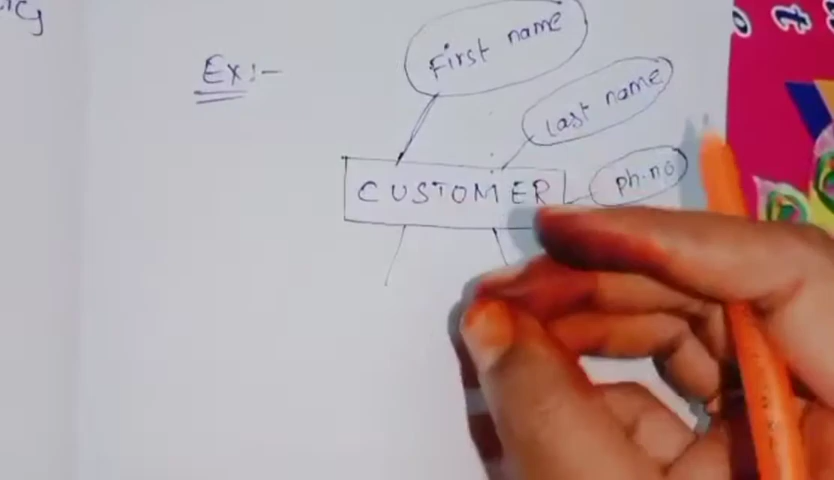 Ex:-
First name
Last name
CUSTOMER
ph.no